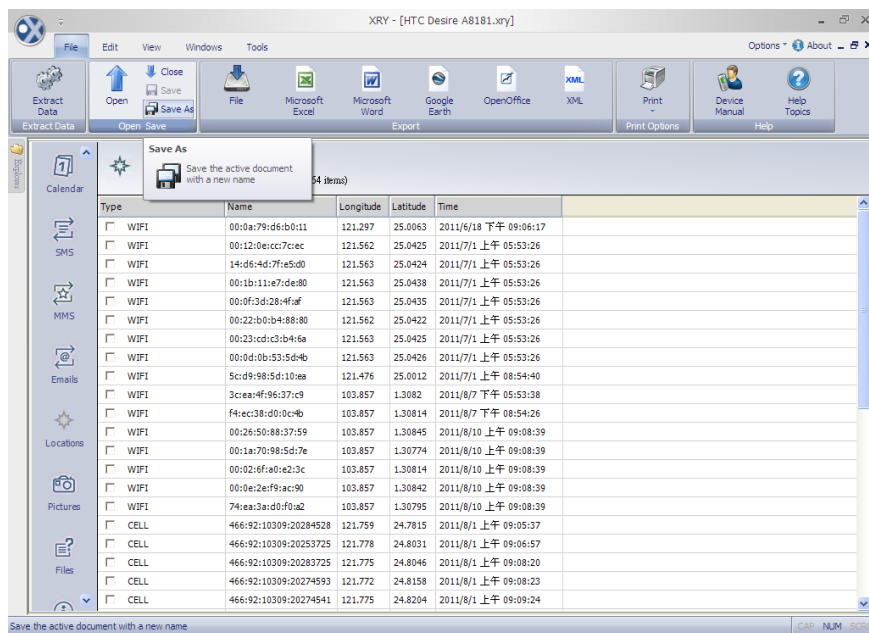 XRY - [HTC Desire A8181.xry]
File Edit View Windows Tools Options About
Extract Data
Open
Close
Save
Save As
File
Microsoft Excel
Microsoft Word
Google Earth
OpenOffice
XML
XML
Print
Device Manual
Help Topics
Extract Data Open Save Export Print Options Help
Explorer
Save As
Save the active document with a new name
54 items)
Calendar
SMS
MMS
Emails
Locations
Pictures
Files
Type Name Longitude Latitude Time
WIFI 00:0a:79:d6:b0:11 121.297 25.0063 2011/6/18 下午 09:06:17
WIFI 00:12:0e:cc:7c:ec 121.562 25.0425 2011/7/1 上午 05:53:26
WIFI 14:d6:4d:7f:e5:d0 121.563 25.0424 2011/7/1 上午 05:53:26
WIFI 00:1b:11:e7:de:80 121.563 25.0438 2011/7/1 上午 05:53:26
WIFI 00:0f:3d:28:4f:af 121.563 25.0435 2011/7/1 上午 05:53:26
WIFI 00:22:b0:b4:88:80 121.562 25.0422 2011/7/1 上午 05:53:26
WIFI 00:23:cd:c3:b4:6a 121.563 25.0425 2011/7/1 上午 05:53:26
WIFI 00:0d:0b:53:5d:4b 121.563 25.0426 2011/7/1 上午 05:53:26
WIFI 5c:d9:98:5d:10:ea 121.476 25.0012 2011/7/1 上午 08:54:40
WIFI 3c:ea:4f:96:37:c9 103.857 1.3082 2011/8/7 下午 05:53:38
WIFI f4:ec:38:d0:0c:4b 103.857 1.30814 2011/8/7 下午 08:54:26
WIFI 00:26:50:88:37:59 103.857 1.30845 2011/8/10 上午 09:08:39
WIFI 00:1a:70:98:5d:7e 103.857 1.30774 2011/8/10 上午 09:08:39
WIFI 00:02:6f:a0:e2:3c 103.857 1.30814 2011/8/10 上午 09:08:39
WIFI 00:0e:2e:f9:ac:90 103.857 1.30842 2011/8/10 上午 09:08:39
WIFI 74:ea:3a:d0:f0:a2 103.857 1.30795 2011/8/10 上午 09:08:39
CELL 466:92:10309:20284528 121.759 24.7815 2011/8/1 上午 09:05:37
CELL 466:92:10309:20253725 121.778 24.8031 2011/8/1 上午 09:06:57
CELL 466:92:10309:20283725 121.775 24.8046 2011/8/1 上午 09:08:20
CELL 466:92:10309:20274593 121.772 24.8158 2011/8/1 上午 09:08:23
CELL 466:92:10309:20274541 121.775 24.8204 2011/8/1 上午 09:09:24
Save the active document with a new name
CAP NUM SCRL